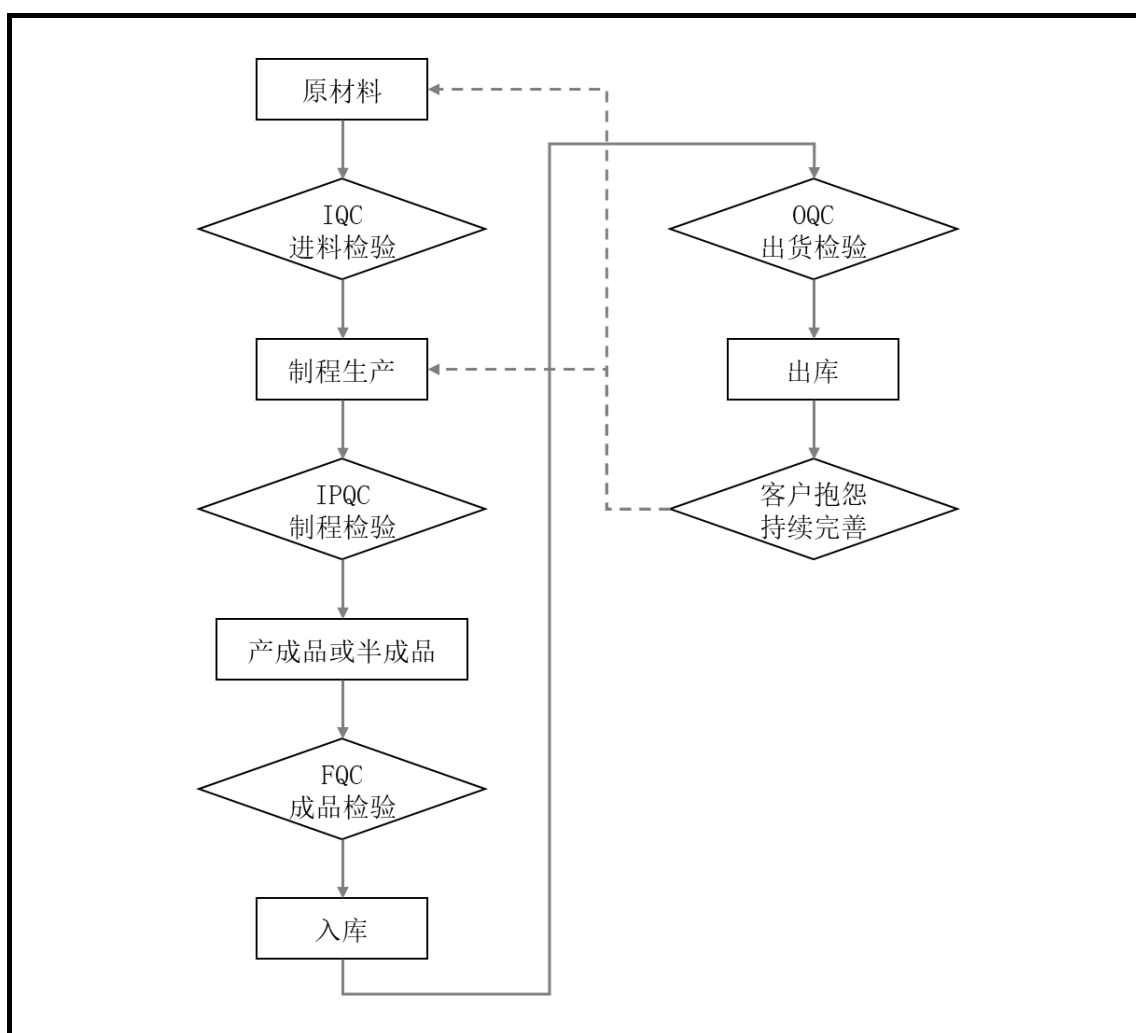 原材料
IQC
进料检验
制程生产
IPQC
制程检验
产成品或半成品
FQC
成品检验
入库
OQC
出货检验
出库
客户抱怨
持续完善